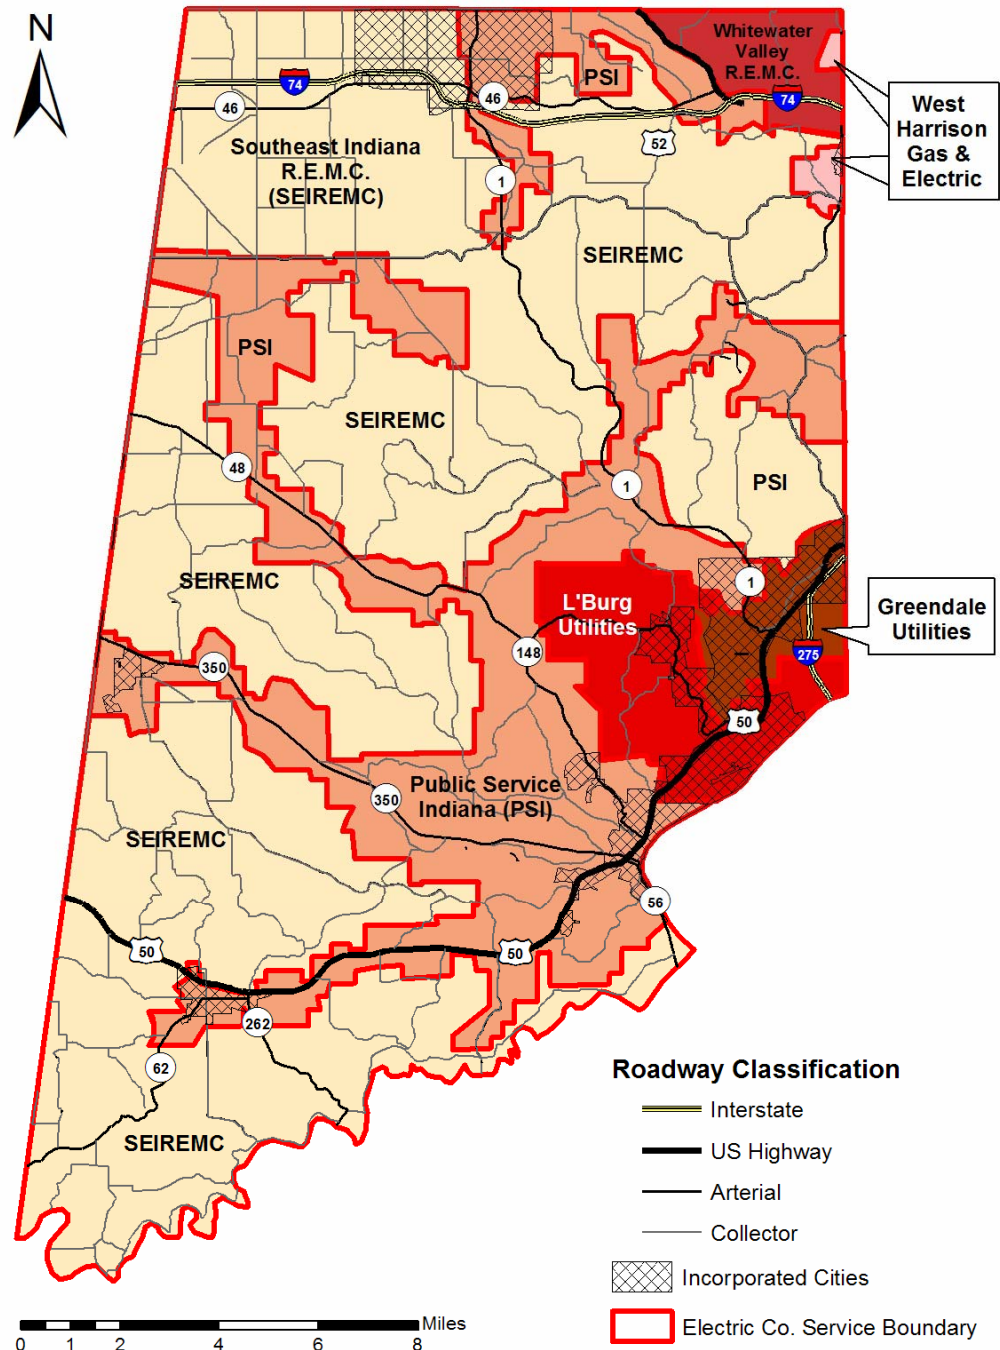 N
Whitewater
Valley
R.E.M.C.
PSI
74
46
46
74
West
Harrison
Gas &
Electric
52
Southeast Indiana
R.E.M.C.
(SEIREMC)
1
SEIREMC
PSI
SEIREMC
48
1
PSI
SEIREMC
1
L'Burg
Utilities
Greendale
Utilities
148
275
350
50
Public Service
Indiana (PSI)
350
SEIREMC
56
50
50
262
62
SEIREMC
Roadway Classification
Interstate
US Highway
Arterial
Collector
Incorporated Cities
Electric Co. Service Boundary
Miles
0 1 2 4 6 8